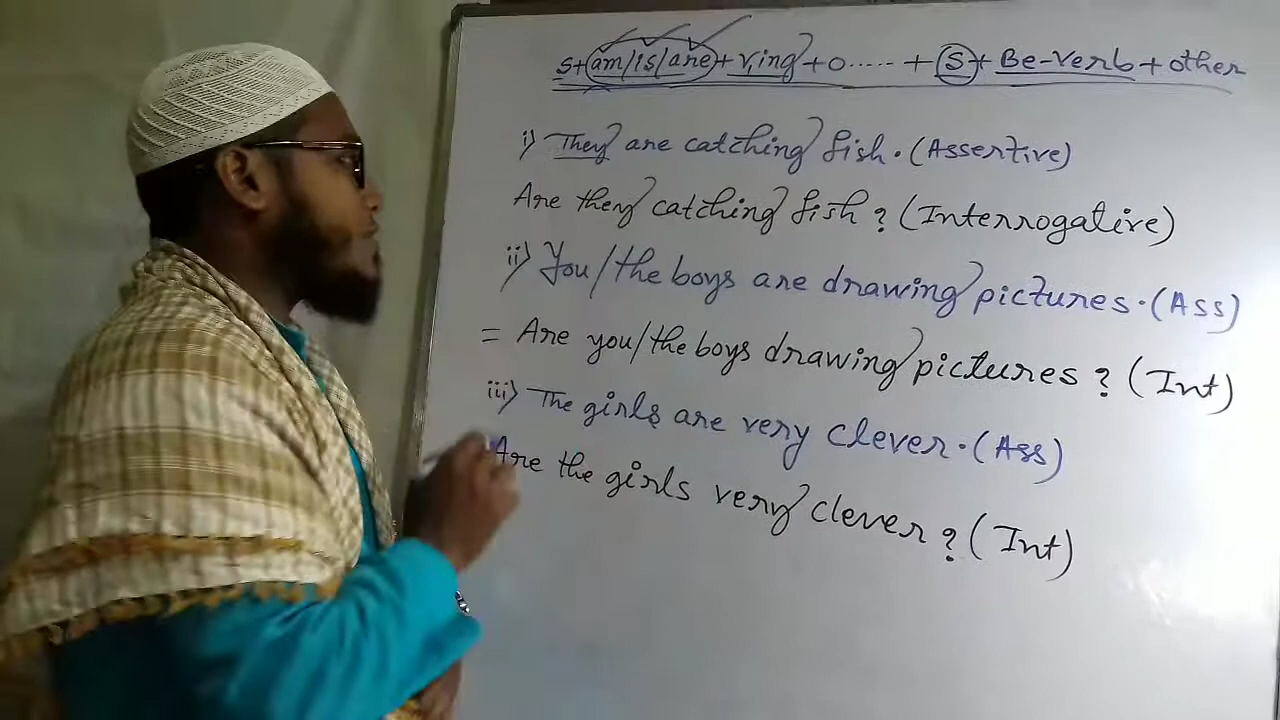 S+am/is/are+ving+o.....+(S)+Be-verb+other
i) They are catching fish. (Assertive)
Are they catching fish? (Interrogative)
ii) You/the boys are drawing pictures. (Ass)
= Are you/the boys drawing pictures? (Int)
iii) The girls are very clever. (Ass)
Are the girls very clever? (Int)